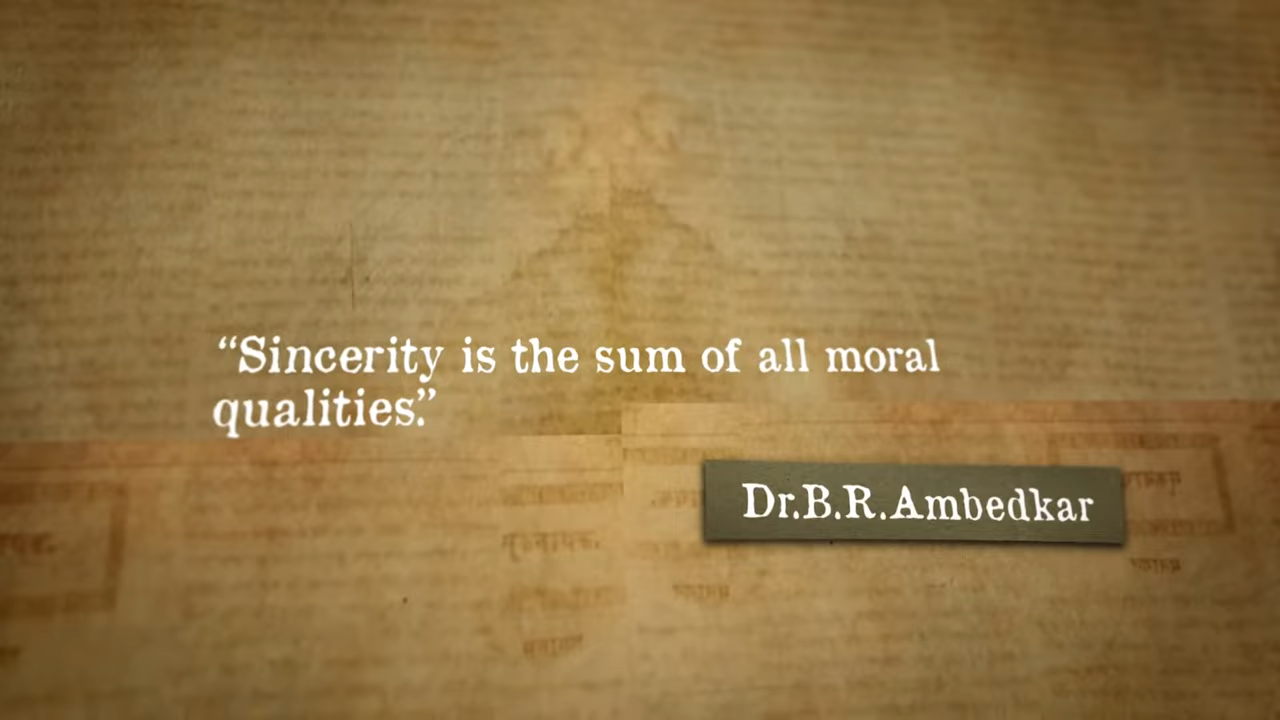 “Sincerity is the sum of all moral
qualities.”
Dr.B.R.Ambedkar